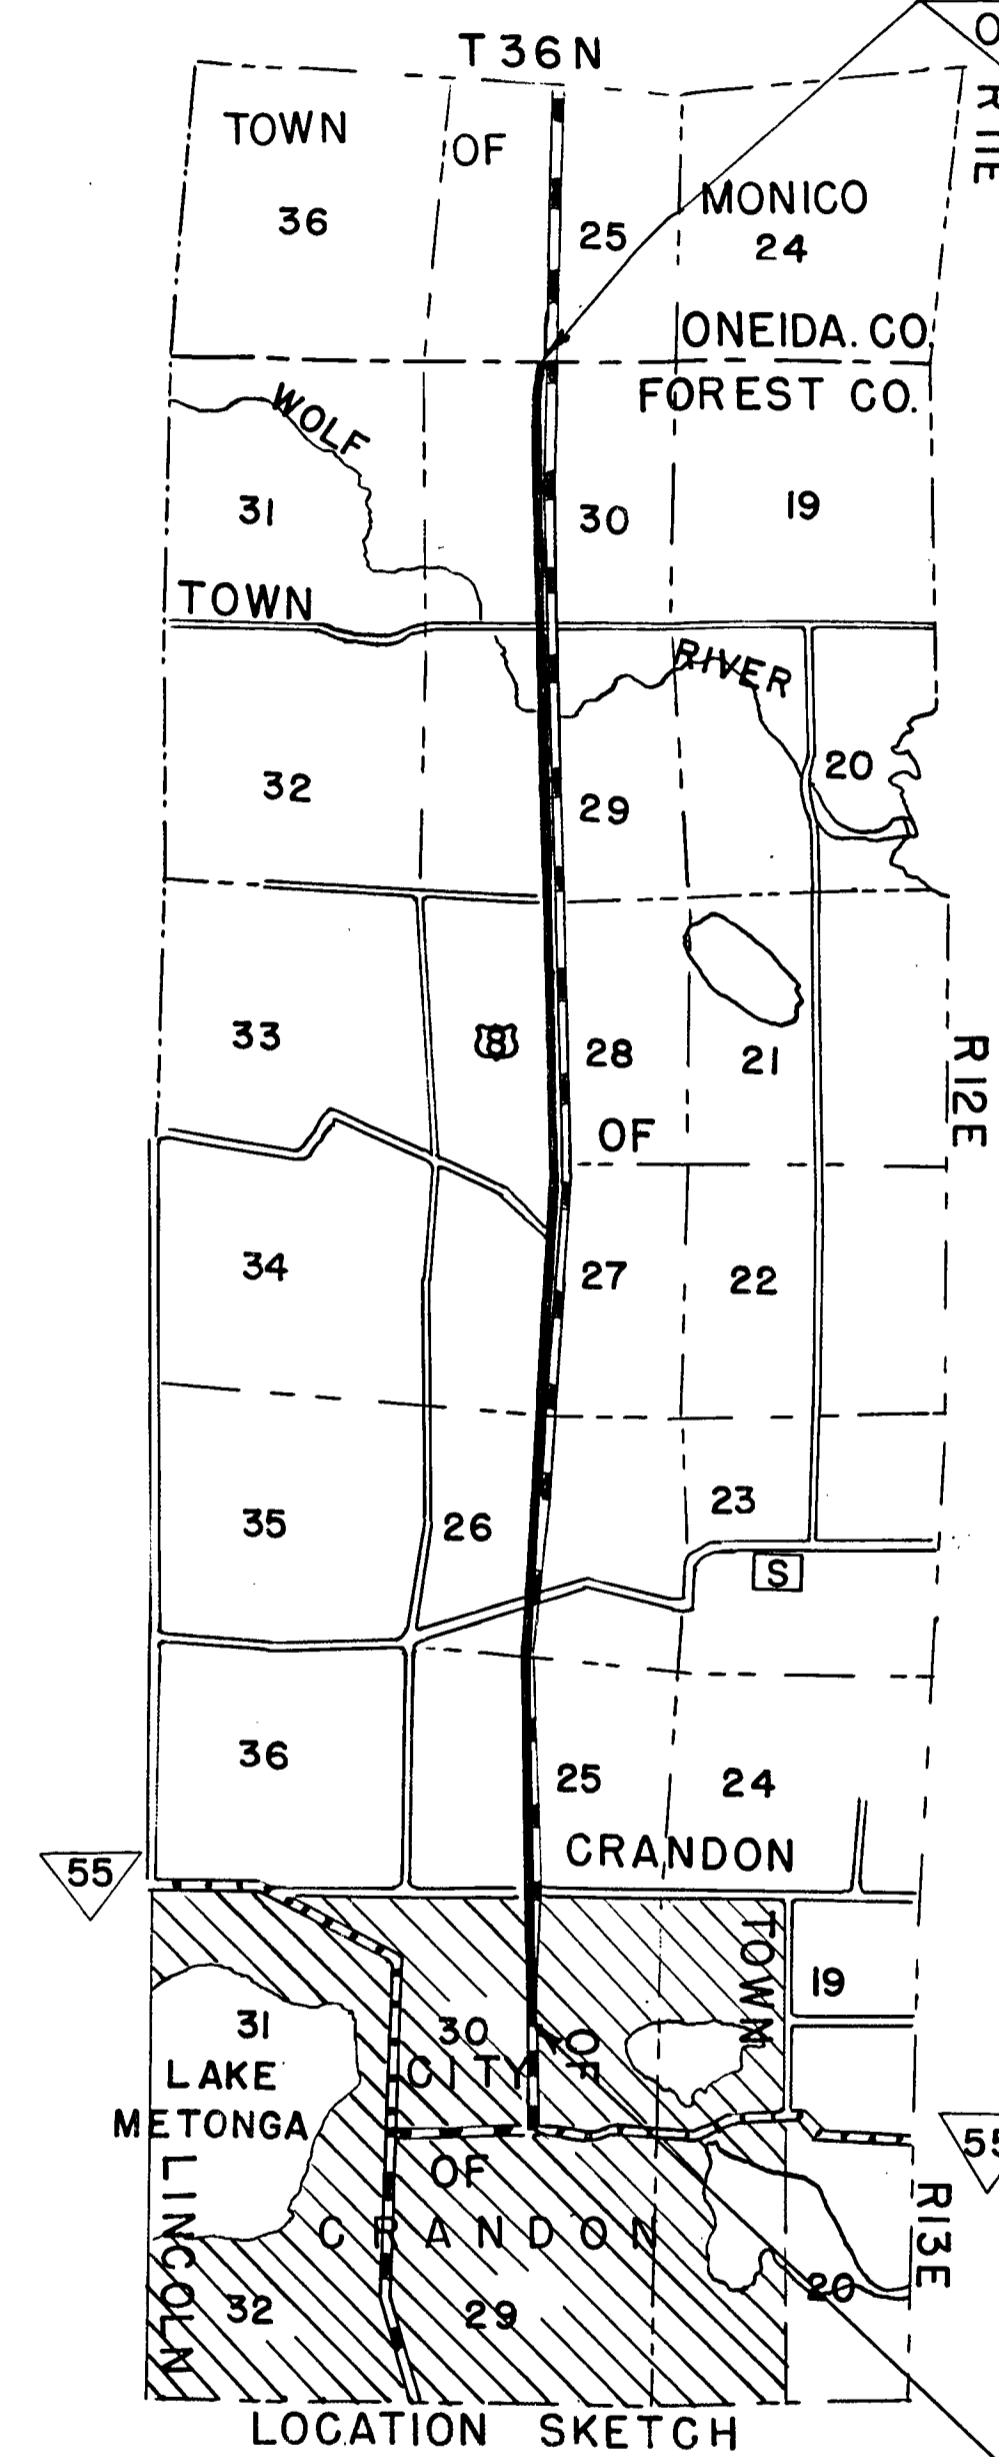 T36N
O
R11E
TOWN OF MONICO
36 25 24
ONEIDA. CO.
FOREST CO.
WOLF
31 30 19
TOWN
RIVER
32 29 20
33 8 28 21
R12E
OF
34 27 22
35 26 23
S
36 25 24
CRANDON
55
TOWN
19
31 30
OF
LAKE CITY
METONGA
55
OF
LINCOLN
CRANDON
R13E
20
32 29
LOCATION SKETCH